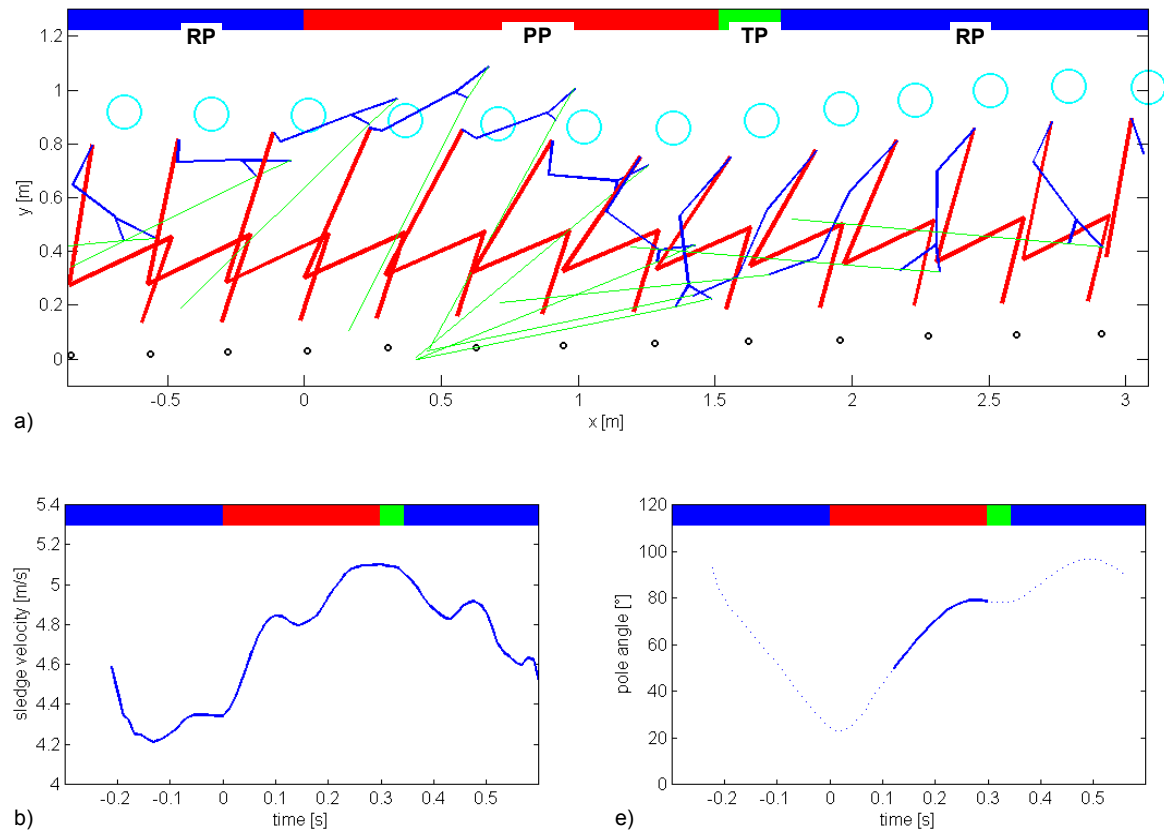 RP PP TP RP
1.2
1
0.8
0.6
0.4
0.2
0
y [m]
-0.5 0 0.5 1 1.5 2 2.5 3
x [m]
a)
5.4
5.2
5
4.8
4.6
4.4
4.2
4
sledge velocity [m/s]
-0.2 -0.1 0 0.1 0.2 0.3 0.4 0.5
time [s]
b)
120
100
80
60
40
20
0
pole angle [°]
-0.2 -0.1 0 0.1 0.2 0.3 0.4 0.5
time [s]
e)